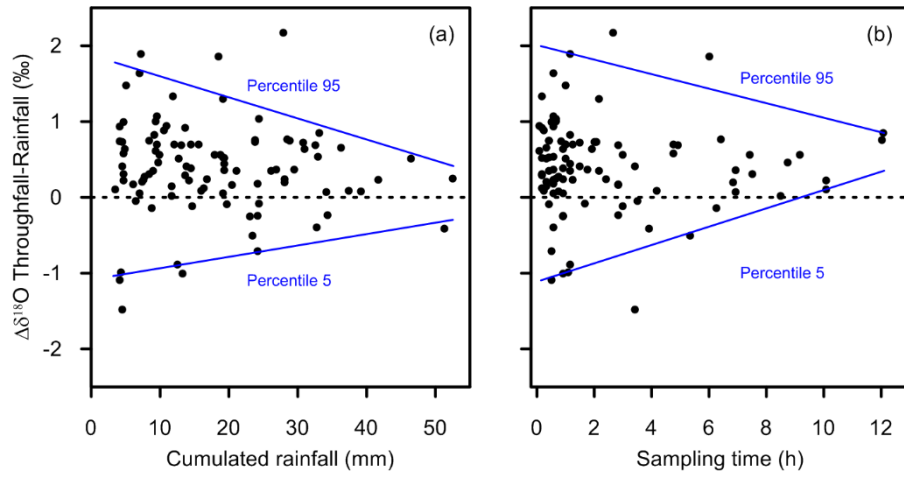 Δδ¹⁸O Throughfall-Rainfall (‰)
2
1
0
-1
-2
(a)
Percentile 95
Percentile 5
0 10 20 30 40 50
Cumulated rainfall (mm)
(b)
Percentile 95
Percentile 5
0 2 4 6 8 10 12
Sampling time (h)